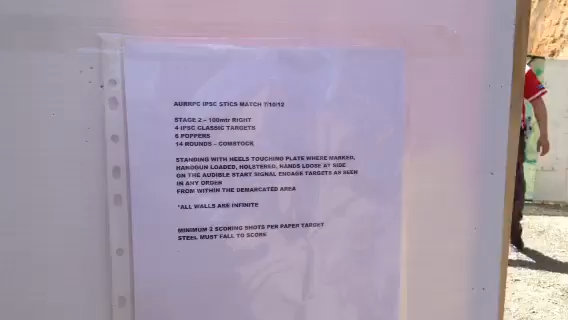 AURRPC IPSC STICS MATCH 7/10/12
STAGE 2 – 100mtr RIGHT
4 IPSC CLASSIC TARGETS
6 POPPERS
14 ROUNDS – COMSTOCK
STANDING WITH HEELS TOUCHING PLATE WHERE MARKED,
HANDGUN LOADED, HOLSTERED, HANDS LOOSE AT SIDE
ON THE AUDIBLE START SIGNAL ENGAGE TARGETS AS SEEN
IN ANY ORDER
FROM WITHIN THE DEMARCATED AREA
*ALL WALLS ARE INFINITE
MINIMUM 2 SCORING SHOTS PER PAPER TARGET
STEEL MUST FALL TO SCORE